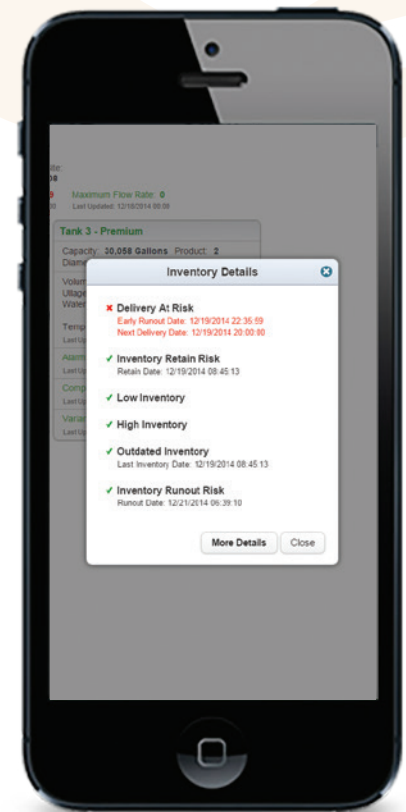 Maximum Flow Rate: 0
Last Updated: 12/18/2014 00:00
Tank 3 - Premium
Capacity: 30,058 Gallons Product: 2
Inventory Details
Delivery At Risk
Early Runout Date: 12/19/2014 22:35:59
Next Delivery Date: 12/19/2014 20:00:00
Inventory Retain Risk
Retain Date: 12/19/2014 08:45:13
Low Inventory
High Inventory
Outdated Inventory
Last Inventory Date: 12/19/2014 08:45:13
Inventory Runout Risk
Runout Date: 12/21/2014 06:39:10
More Details Close